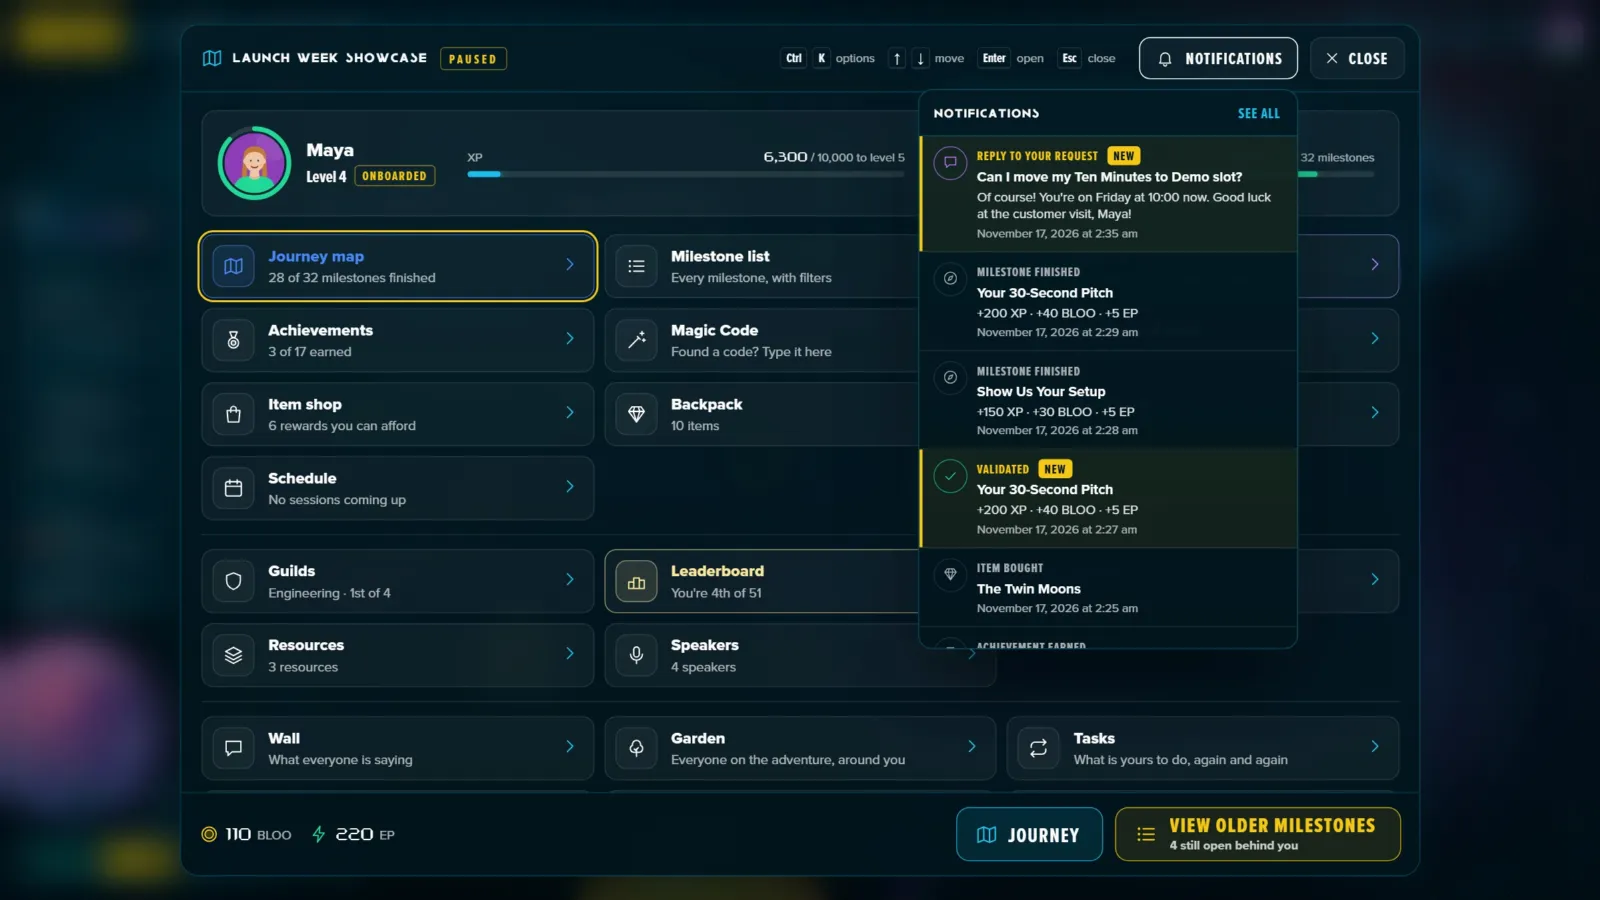 LAUNCH WEEK SHOWCASE
PAUSED
Ctrl K options ↑ ↓ move Enter open Esc close
NOTIFICATIONS
CLOSE
Maya
Level 4 ONBOARDED
XP
6,300 / 10,000 to level 5
32 milestones
NOTIFICATIONS
SEE ALL
REPLY TO YOUR REQUEST NEW
Can I move my Ten Minutes to Demo slot?
Of course! You're on Friday at 10:00 now. Good luck
at the customer visit, Maya!
November 17, 2026 at 2:35 am
MILESTONE FINISHED
Your 30-Second Pitch
+200 XP · +40 BLOO · +5 EP
November 17, 2026 at 2:29 am
MILESTONE FINISHED
Show Us Your Setup
+150 XP · +30 BLOO · +5 EP
November 17, 2026 at 2:28 am
VALIDATED NEW
Your 30-Second Pitch
+200 XP · +40 BLOO · +5 EP
November 17, 2026 at 2:27 am
ITEM BOUGHT
The Twin Moons
November 17, 2026 at 2:25 am
ACHIEVEMENT EARNED
Journey map
28 of 32 milestones finished
Milestone list
Every milestone, with filters
Achievements
3 of 17 earned
Magic Code
Found a code? Type it here
Item shop
6 rewards you can afford
Backpack
10 items
Schedule
No sessions coming up
Guilds
Engineering · 1st of 4
Leaderboard
You're 4th of 51
Resources
3 resources
Speakers
4 speakers
Wall
What everyone is saying
Garden
Everyone on the adventure, around you
Tasks
What is yours to do, again and again
110 BLOO
220 EP
JOURNEY
VIEW OLDER MILESTONES
4 still open behind you